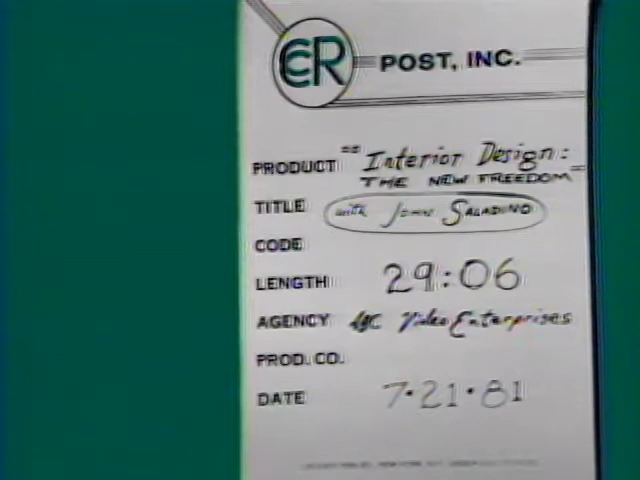 CCR POST, INC.
PRODUCT "Interior Design:
THE NEW FREEDOM"
TITLE with John Saladino
CODE
LENGTH 29:06
AGENCY ABC Video Enterprises
PROD. CO.
DATE 7·21·81